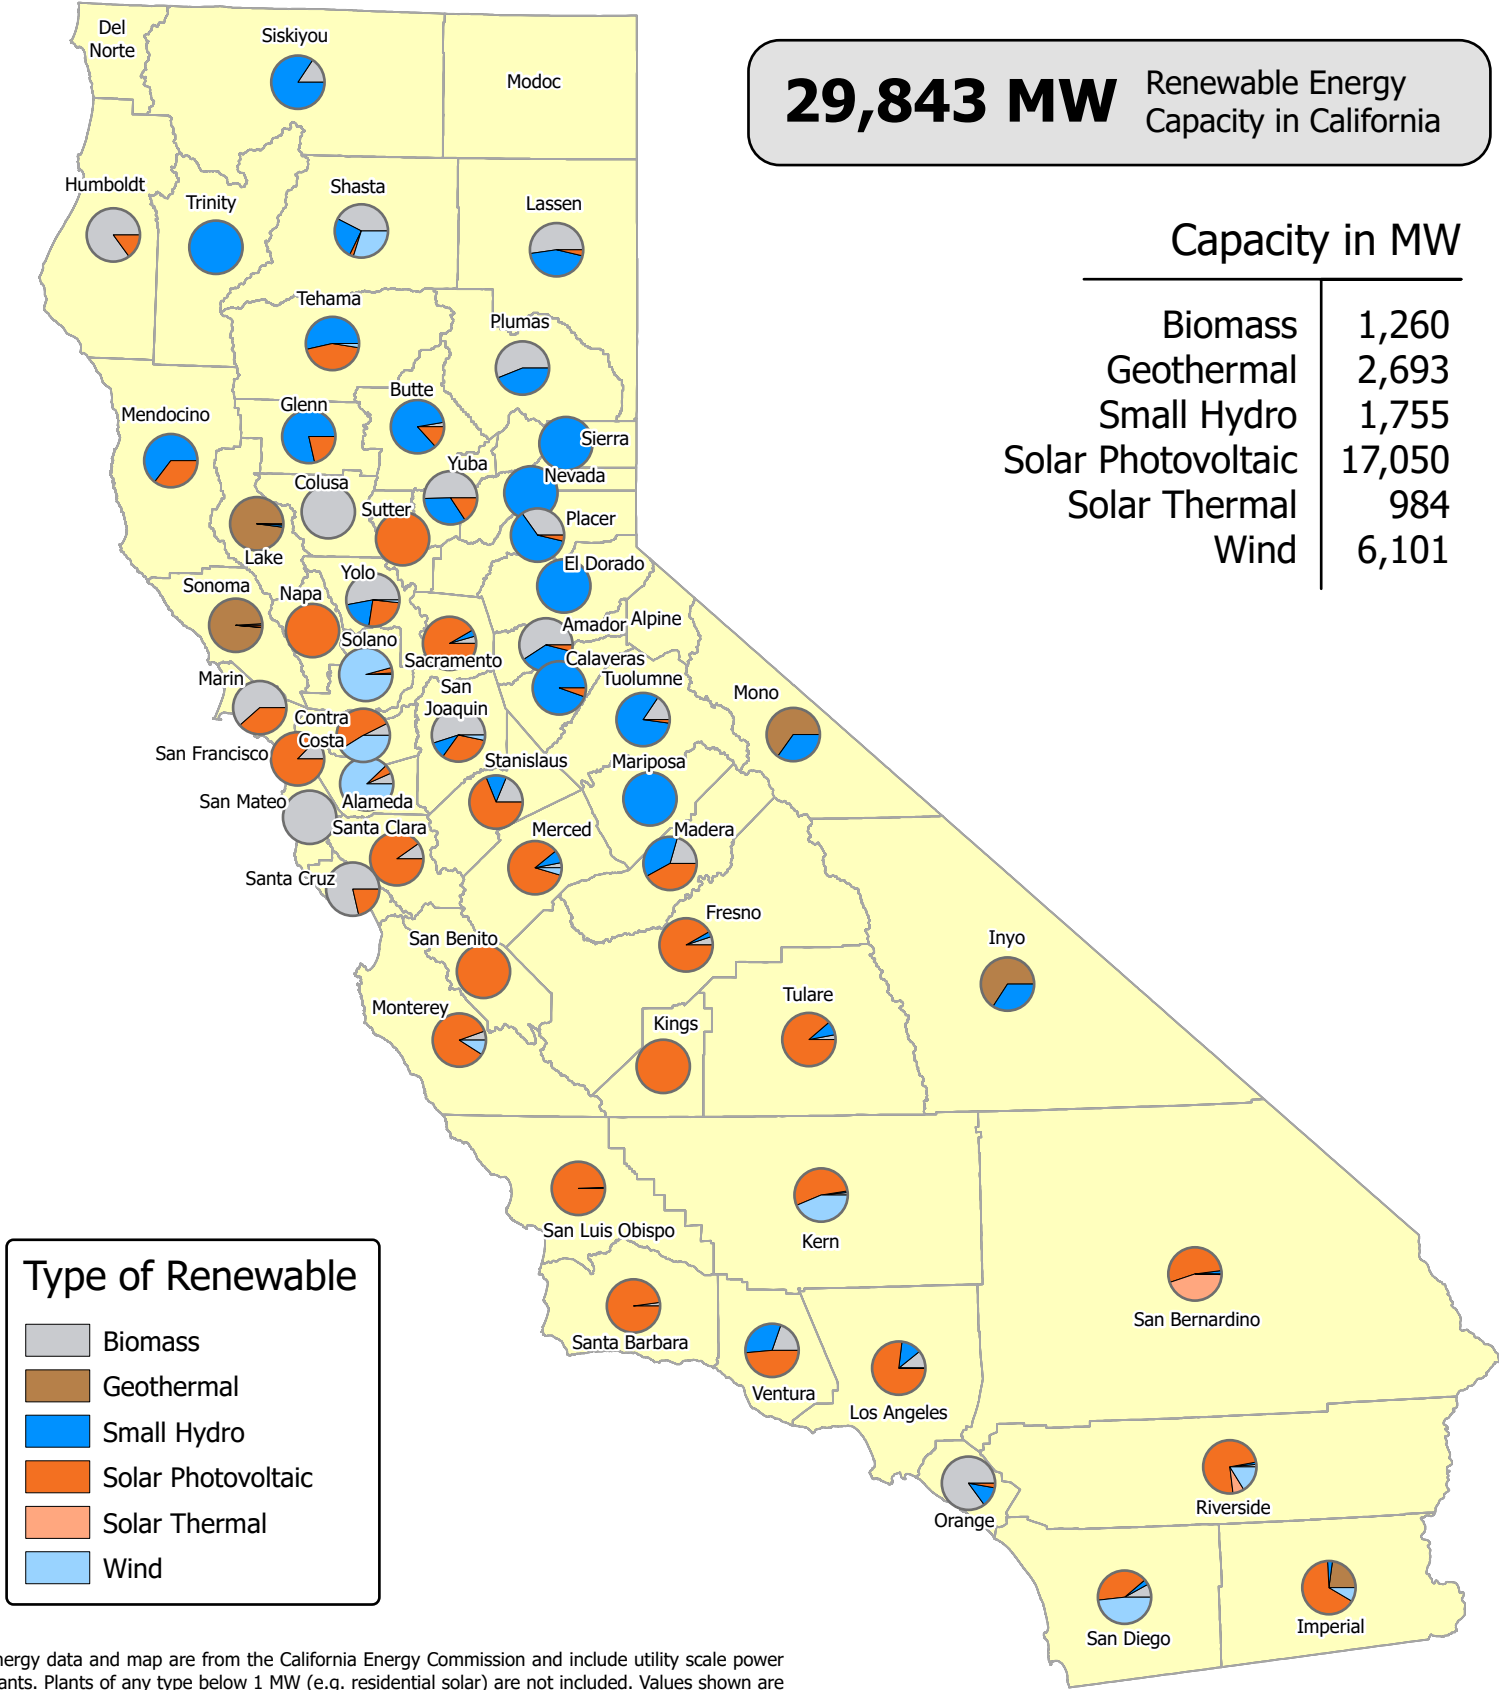 Del
Norte
Siskiyou
Modoc
29,843 MW
Renewable Energy
Capacity in California
Humboldt
Trinity
Shasta
Lassen
Capacity in MW
Biomass 1,260
Geothermal 2,693
Small Hydro 1,755
Solar Photovoltaic 17,050
Solar Thermal 984
Wind 6,101
Tehama
Plumas
Mendocino
Glenn
Butte
Sierra
Colusa
Yuba
Nevada
Sutter
Placer
Lake
El Dorado
Sonoma
Napa
Yolo
Solano
Sacramento
Amador
Alpine
Calaveras
Marin
San
Joaquin
Tuolumne
Mono
Contra
Costa
San Francisco
Stanislaus
Mariposa
San Mateo
Alameda
Santa Clara
Merced
Madera
Santa Cruz
Fresno
San Benito
Inyo
Monterey
Kings
Tulare
San Luis Obispo
Kern
San Bernardino
Santa Barbara
Ventura
Los Angeles
Orange
Riverside
San Diego
Imperial
Type of Renewable
Biomass
Geothermal
Small Hydro
Solar Photovoltaic
Solar Thermal
Wind
nergy data and map are from the California Energy Commission and include utility scale power
ants. Plants of any type below 1 MW (e.g. residential solar) are not included. Values shown are